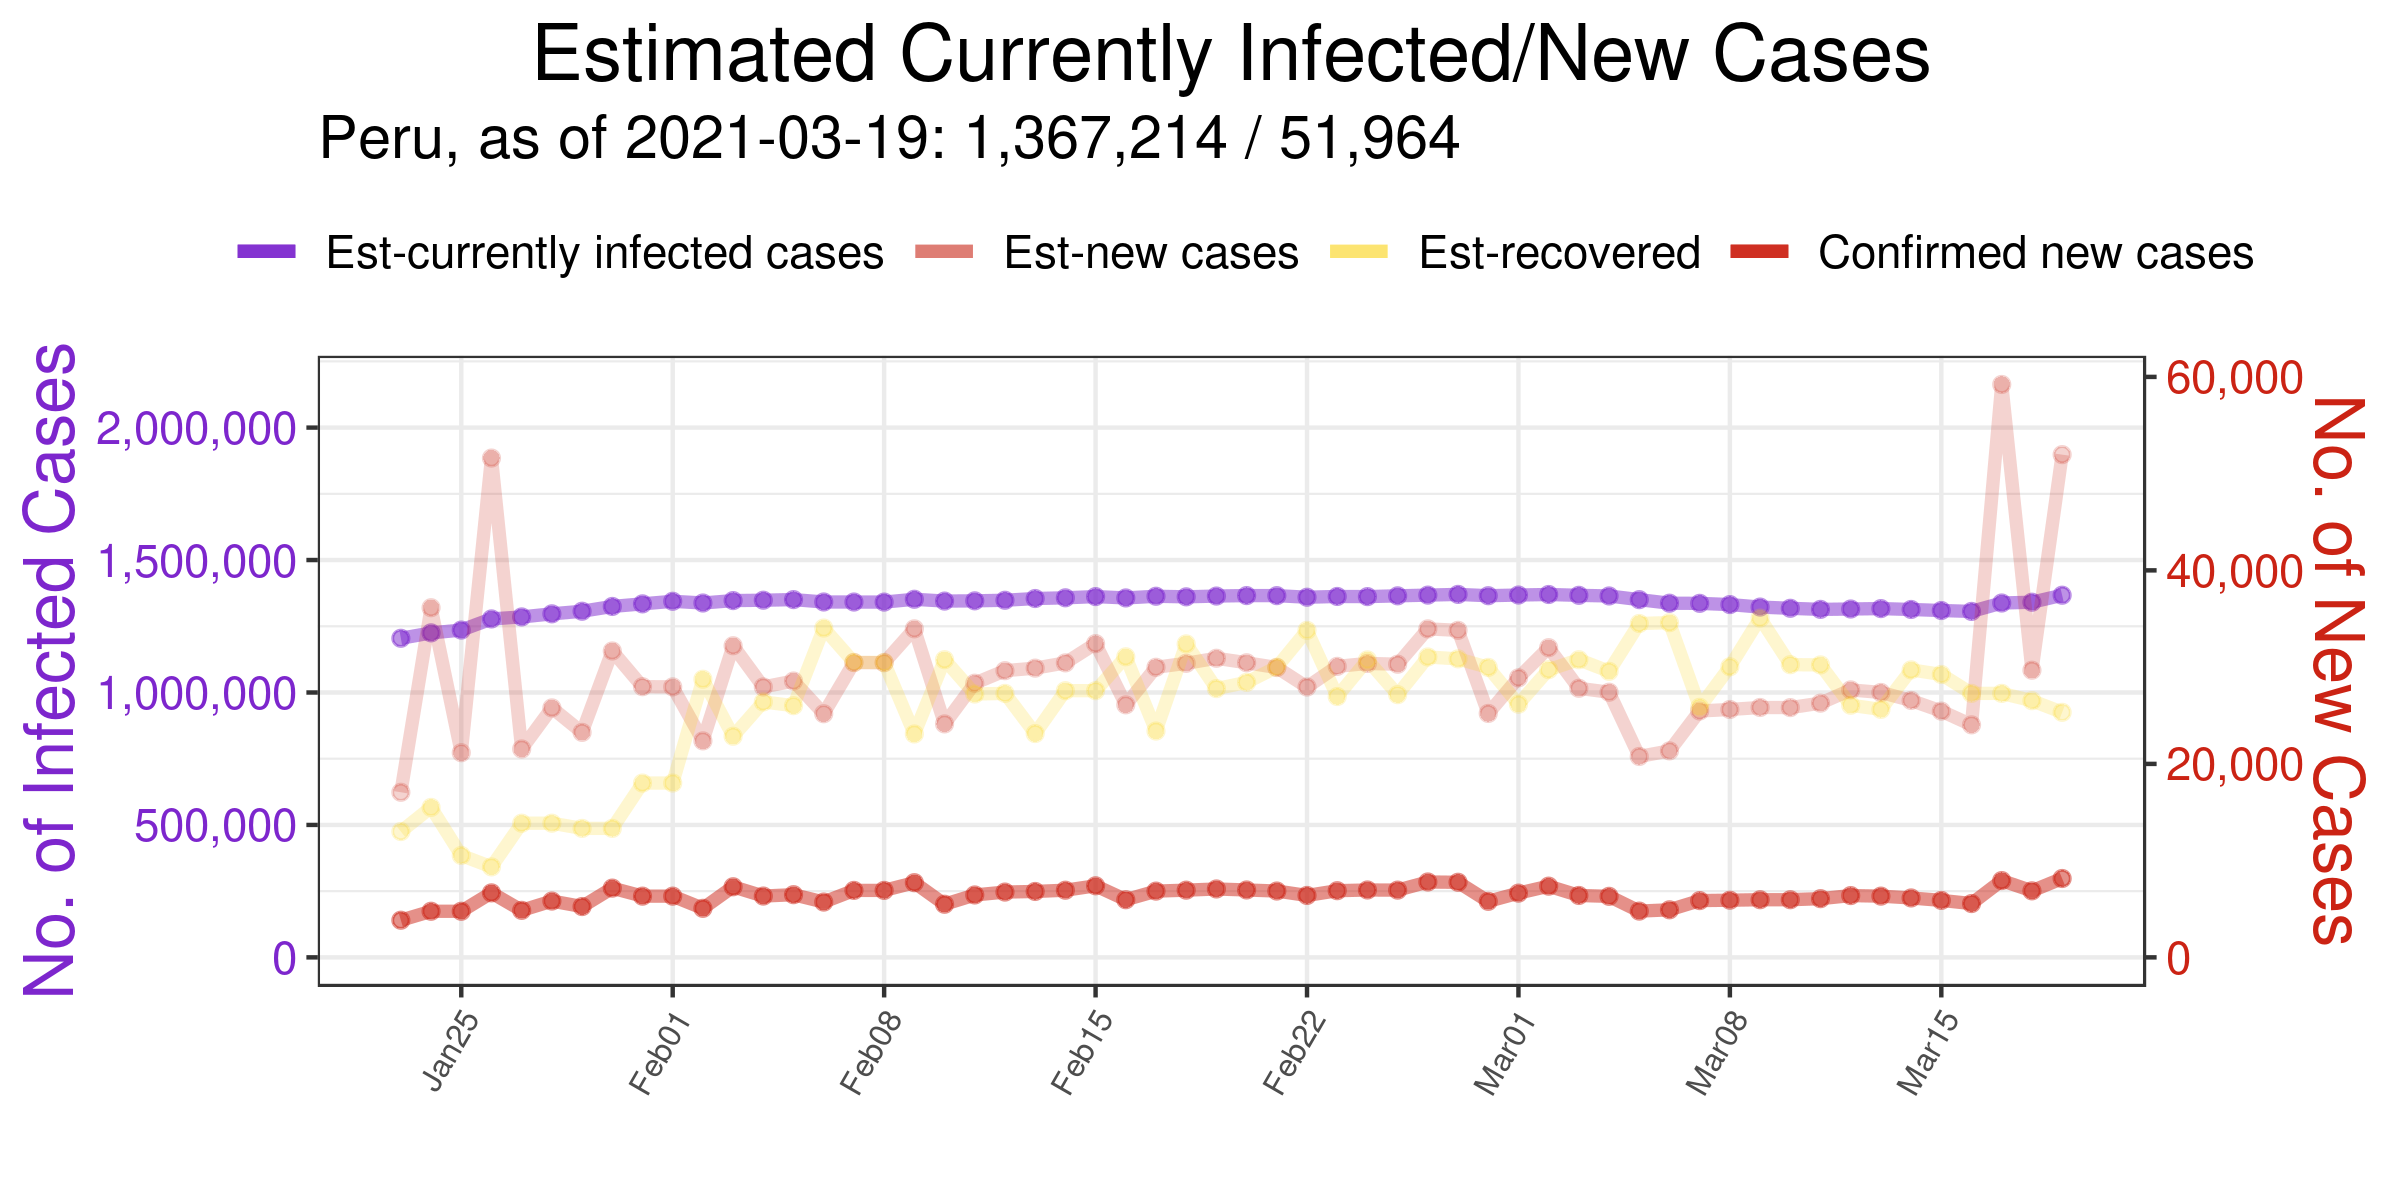 Estimated Currently Infected/New Cases
Peru, as of 2021-03-19: 1,367,214 / 51,964
Est-currently infected cases Est-new cases Est-recovered Confirmed new cases
No. of Infected Cases
2,000,000
1,500,000
1,000,000
500,000
0
60,000
40,000
20,000
0
No. of New Cases
Jan25 Feb01 Feb08 Feb15 Feb22 Mar01 Mar08 Mar15